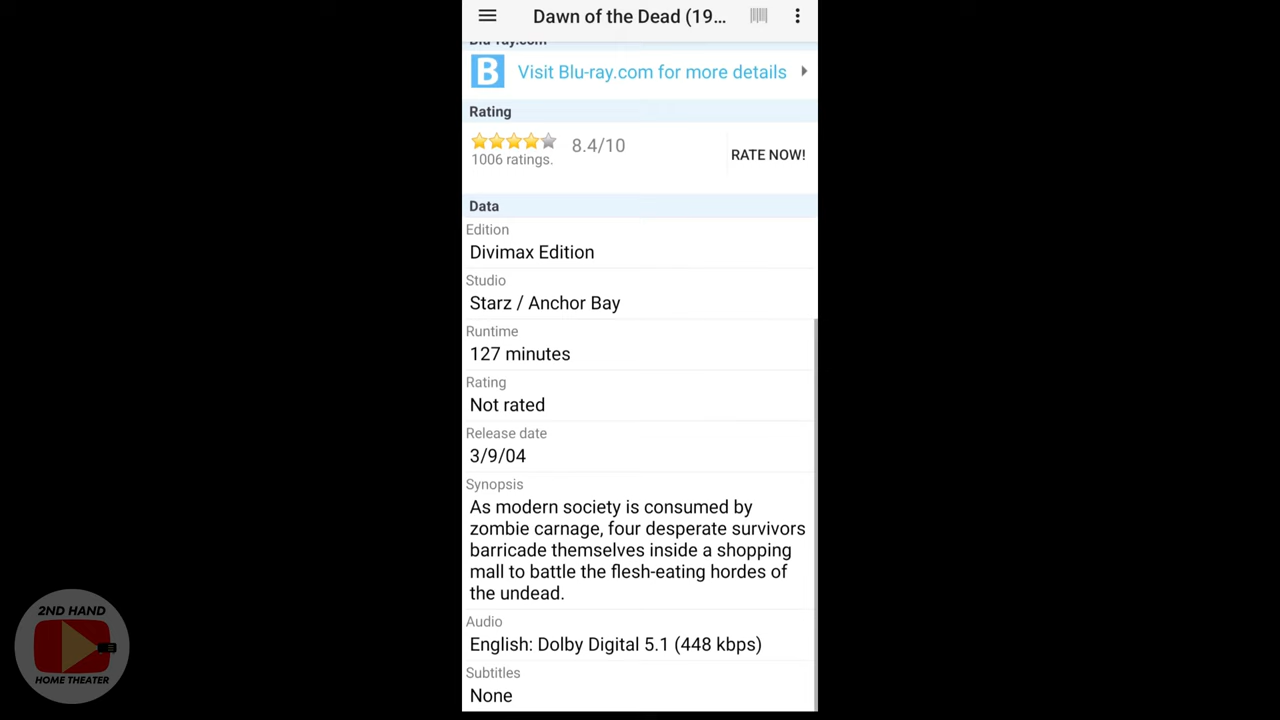 Dawn of the Dead (19...
Blu-ray.com
B
Visit Blu-ray.com for more details
Rating
8.4/10
1006 ratings.
RATE NOW!
Data
Edition
Divimax Edition
Studio
Starz / Anchor Bay
Runtime
127 minutes
Rating
Not rated
Release date
3/9/04
Synopsis
As modern society is consumed by
zombie carnage, four desperate survivors
barricade themselves inside a shopping
mall to battle the flesh-eating hordes of
the undead.
Audio
English: Dolby Digital 5.1 (448 kbps)
Subtitles
None
2ND HAND
HOME THEATER